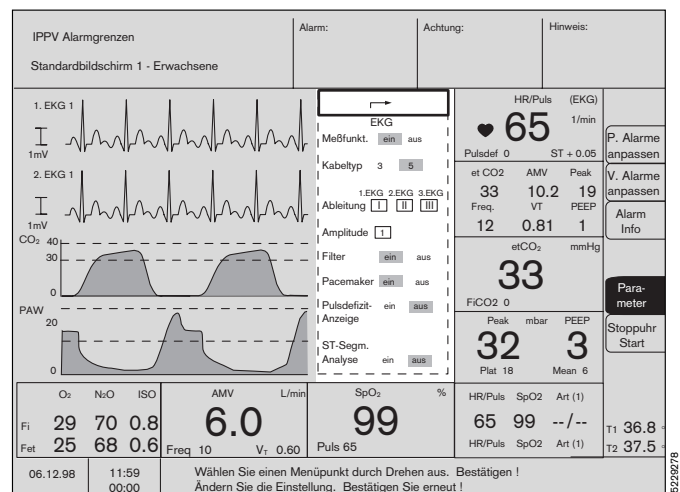 IPPV Alarmgrenzen
Standardbildschirm 1 - Erwachsene
Alarm:
Achtung:
Hinweis:
1. EKG 1
1mV
2. EKG 1
1mV
CO2 40
30
0
PAW
20
0
EKG
Meßfunkt. ein aus
Kabeltyp 3 5
1.EKG 2.EKG 3.EKG
Ableitung I II III
Amplitude 1
Filter ein aus
Pacemaker ein aus
Pulsdefizit- ein aus
Anzeige
ST-Segm.
Analyse ein aus
HR/Puls (EKG)
65 1/min
Pulsdef 0 ST + 0.05
et CO2 AMV Peak
33 10.2 19
Freq. VT PEEP
12 0.81 1
etCO2 mmHg
33
FiCO2 0
Peak mbar PEEP
32 3
Plat 18 Mean 6
P. Alarme
anpassen
V. Alarme
anpassen
Alarm
Info
Para-
meter
Stoppuhr
Start
O2 N2O ISO
Fi 29 70 0.8
Fet 25 68 0.6
AMV L/min
6.0
Freq 10 VT 0.60
SpO2 %
99
Puls 65
HR/Puls SpO2 Art (1)
65 99 --/--
HR/Puls SpO2 Art (1)
T1 36.8 °
T2 37.5 °
06.12.98 11:59
00:00
Wählen Sie einen Menüpunkt durch Drehen aus. Bestätigen !
Ändern Sie die Einstellung. Bestätigen Sie erneut !
5229278